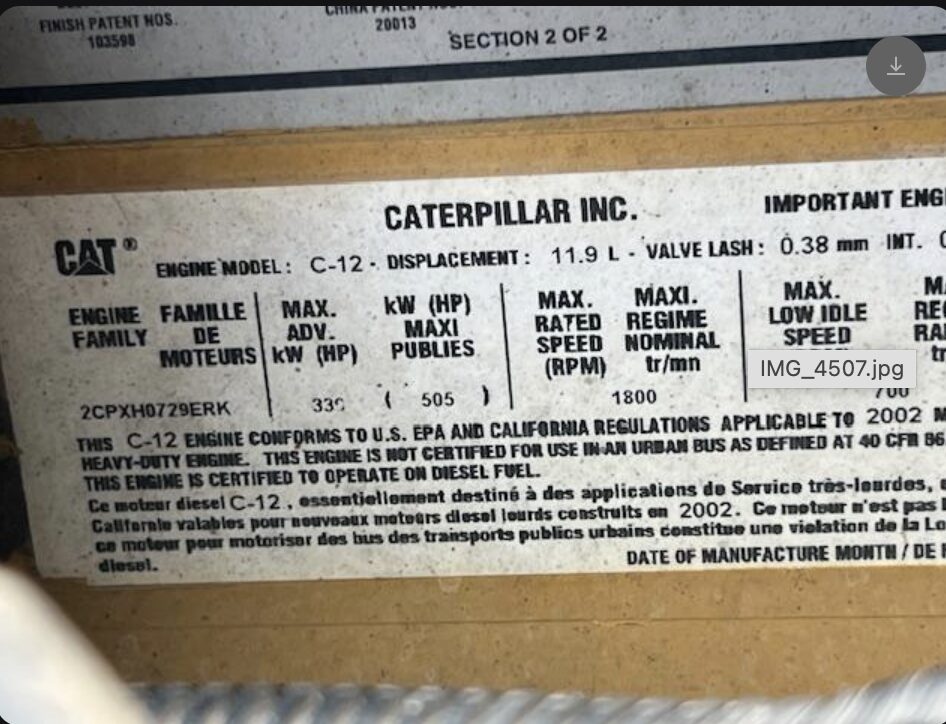 FINISH PATENT NOS.
103598
20013
SECTION 2 OF 2
CATERPILLAR INC.
IMPORTANT ENGI
CAT®
ENGINE MODEL: C-12 - DISPLACEMENT: 11.9 L - VALVE LASH: 0.38 mm INT.
ENGINE FAMILY
FAMILLE DE MOTEURS
MAX. ADV. kW (HP)
kW (HP) MAXI PUBLIES
MAX. RATED SPEED (RPM)
MAXI. REGIME NOMINAL tr/mn
MAX. LOW IDLE SPEED
IMG_4507.jpg
2CPXH0729ERK
( 505 )
1800
700
THIS C-12 ENGINE CONFORMS TO U.S. EPA AND CALIFORNIA REGULATIONS APPLICABLE TO 2002 M
HEAVY-DUTY ENGINE. THIS ENGINE IS NOT CERTIFIED FOR USE IN AN URBAN BUS AS DEFINED AT 40 CFR 86
THIS ENGINE IS CERTIFIED TO OPERATE ON DIESEL FUEL.
Ce moteur diesel C-12, essentiellement destiné à des applications de Service très-lourdes,
Californie valables pour nouveaux moteurs diesel lourds construits en 2002. Ce moteur n'est pas
ce moteur pour motoriser des bus des transports publics urbains constitue une violation de la Lo
diesel.
DATE OF MANUFACTURE MONTH / DE